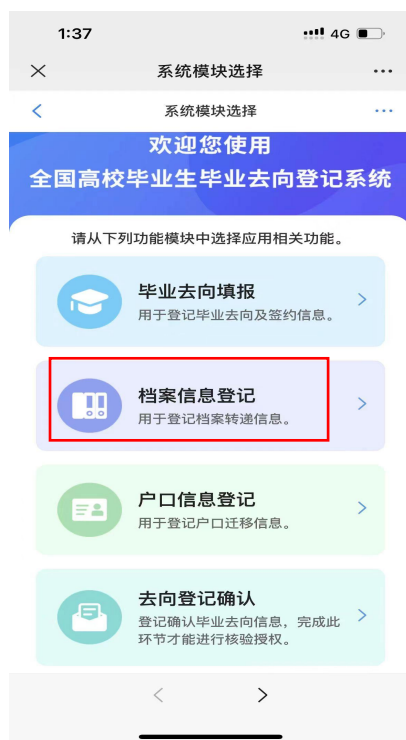 1:37
4G
系统模块选择
系统模块选择
欢迎您使用
全国高校毕业生毕业去向登记系统
请从下列功能模块中选择应用相关功能。
毕业去向填报
用于登记毕业去向及签约信息。
档案信息登记
用于登记档案转递信息。
户口信息登记
用于登记户口迁移信息。
去向登记确认
登记确认毕业去向信息，完成此
环节才能进行核验授权。